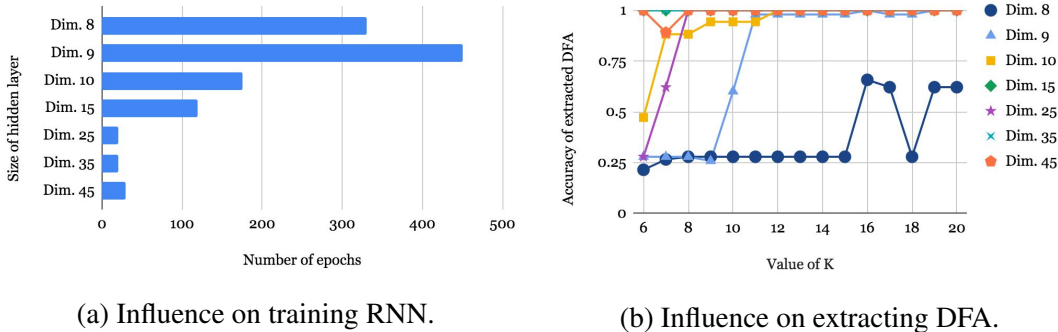 Size of hidden layer
Dim. 8
Dim. 9
Dim. 10
Dim. 15
Dim. 25
Dim. 35
Dim. 45
0 100 200 300 400 500
Number of epochs
(a) Influence on training RNN.
Accuracy of extracted DFA
1
0.75
0.5
0.25
0
6 8 10 12 14 16 18 20
Value of K
Dim. 8
Dim. 9
Dim. 10
Dim. 15
Dim. 25
Dim. 35
Dim. 45
(b) Influence on extracting DFA.